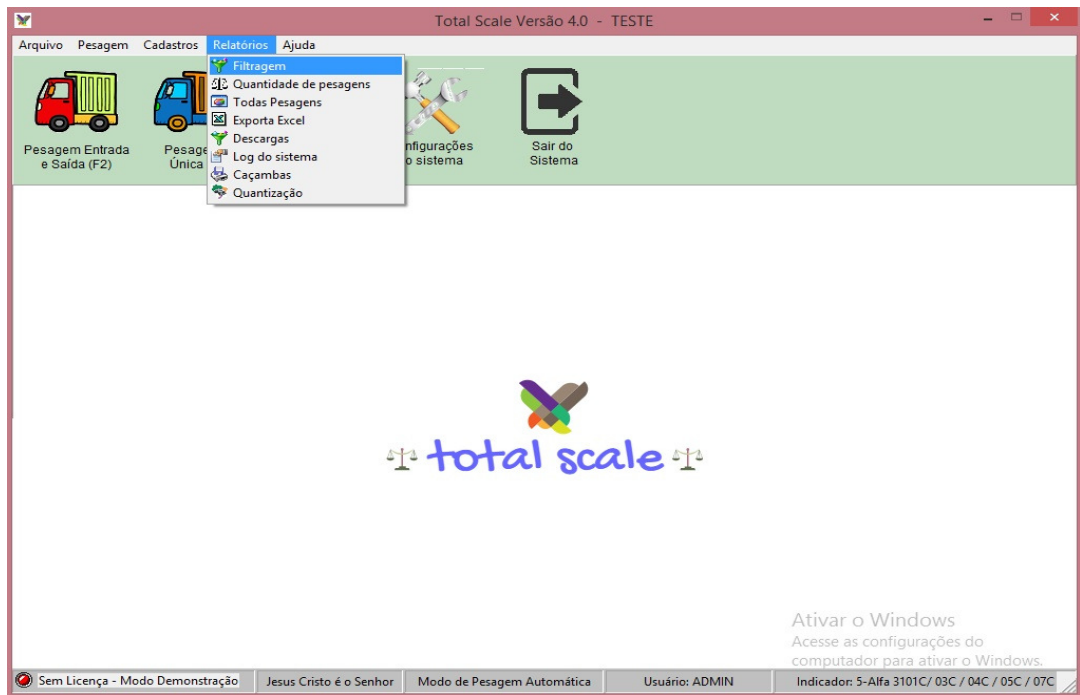 Total Scale Versão 4.0 - TESTE
Arquivo Pesagem Cadastros Relatórios Ajuda
Filtragem
Quantidade de pesagens
Todas Pesagens
Exporta Excel
Descargas
Log do sistema
Caçambas
Quantização
Pesagem Entrada
e Saída (F2)
Pesage
Única
nfigurações
o sistema
Sair do
Sistema
total scale
Ativar o Windows
Acesse as configurações do
computador para ativar o Windows.
Sem Licença - Modo Demonstração Jesus Cristo é o Senhor Modo de Pesagem Automática Usuário: ADMIN Indicador: 5-Alfa 3101C/ 03C / 04C / 05C / 07C